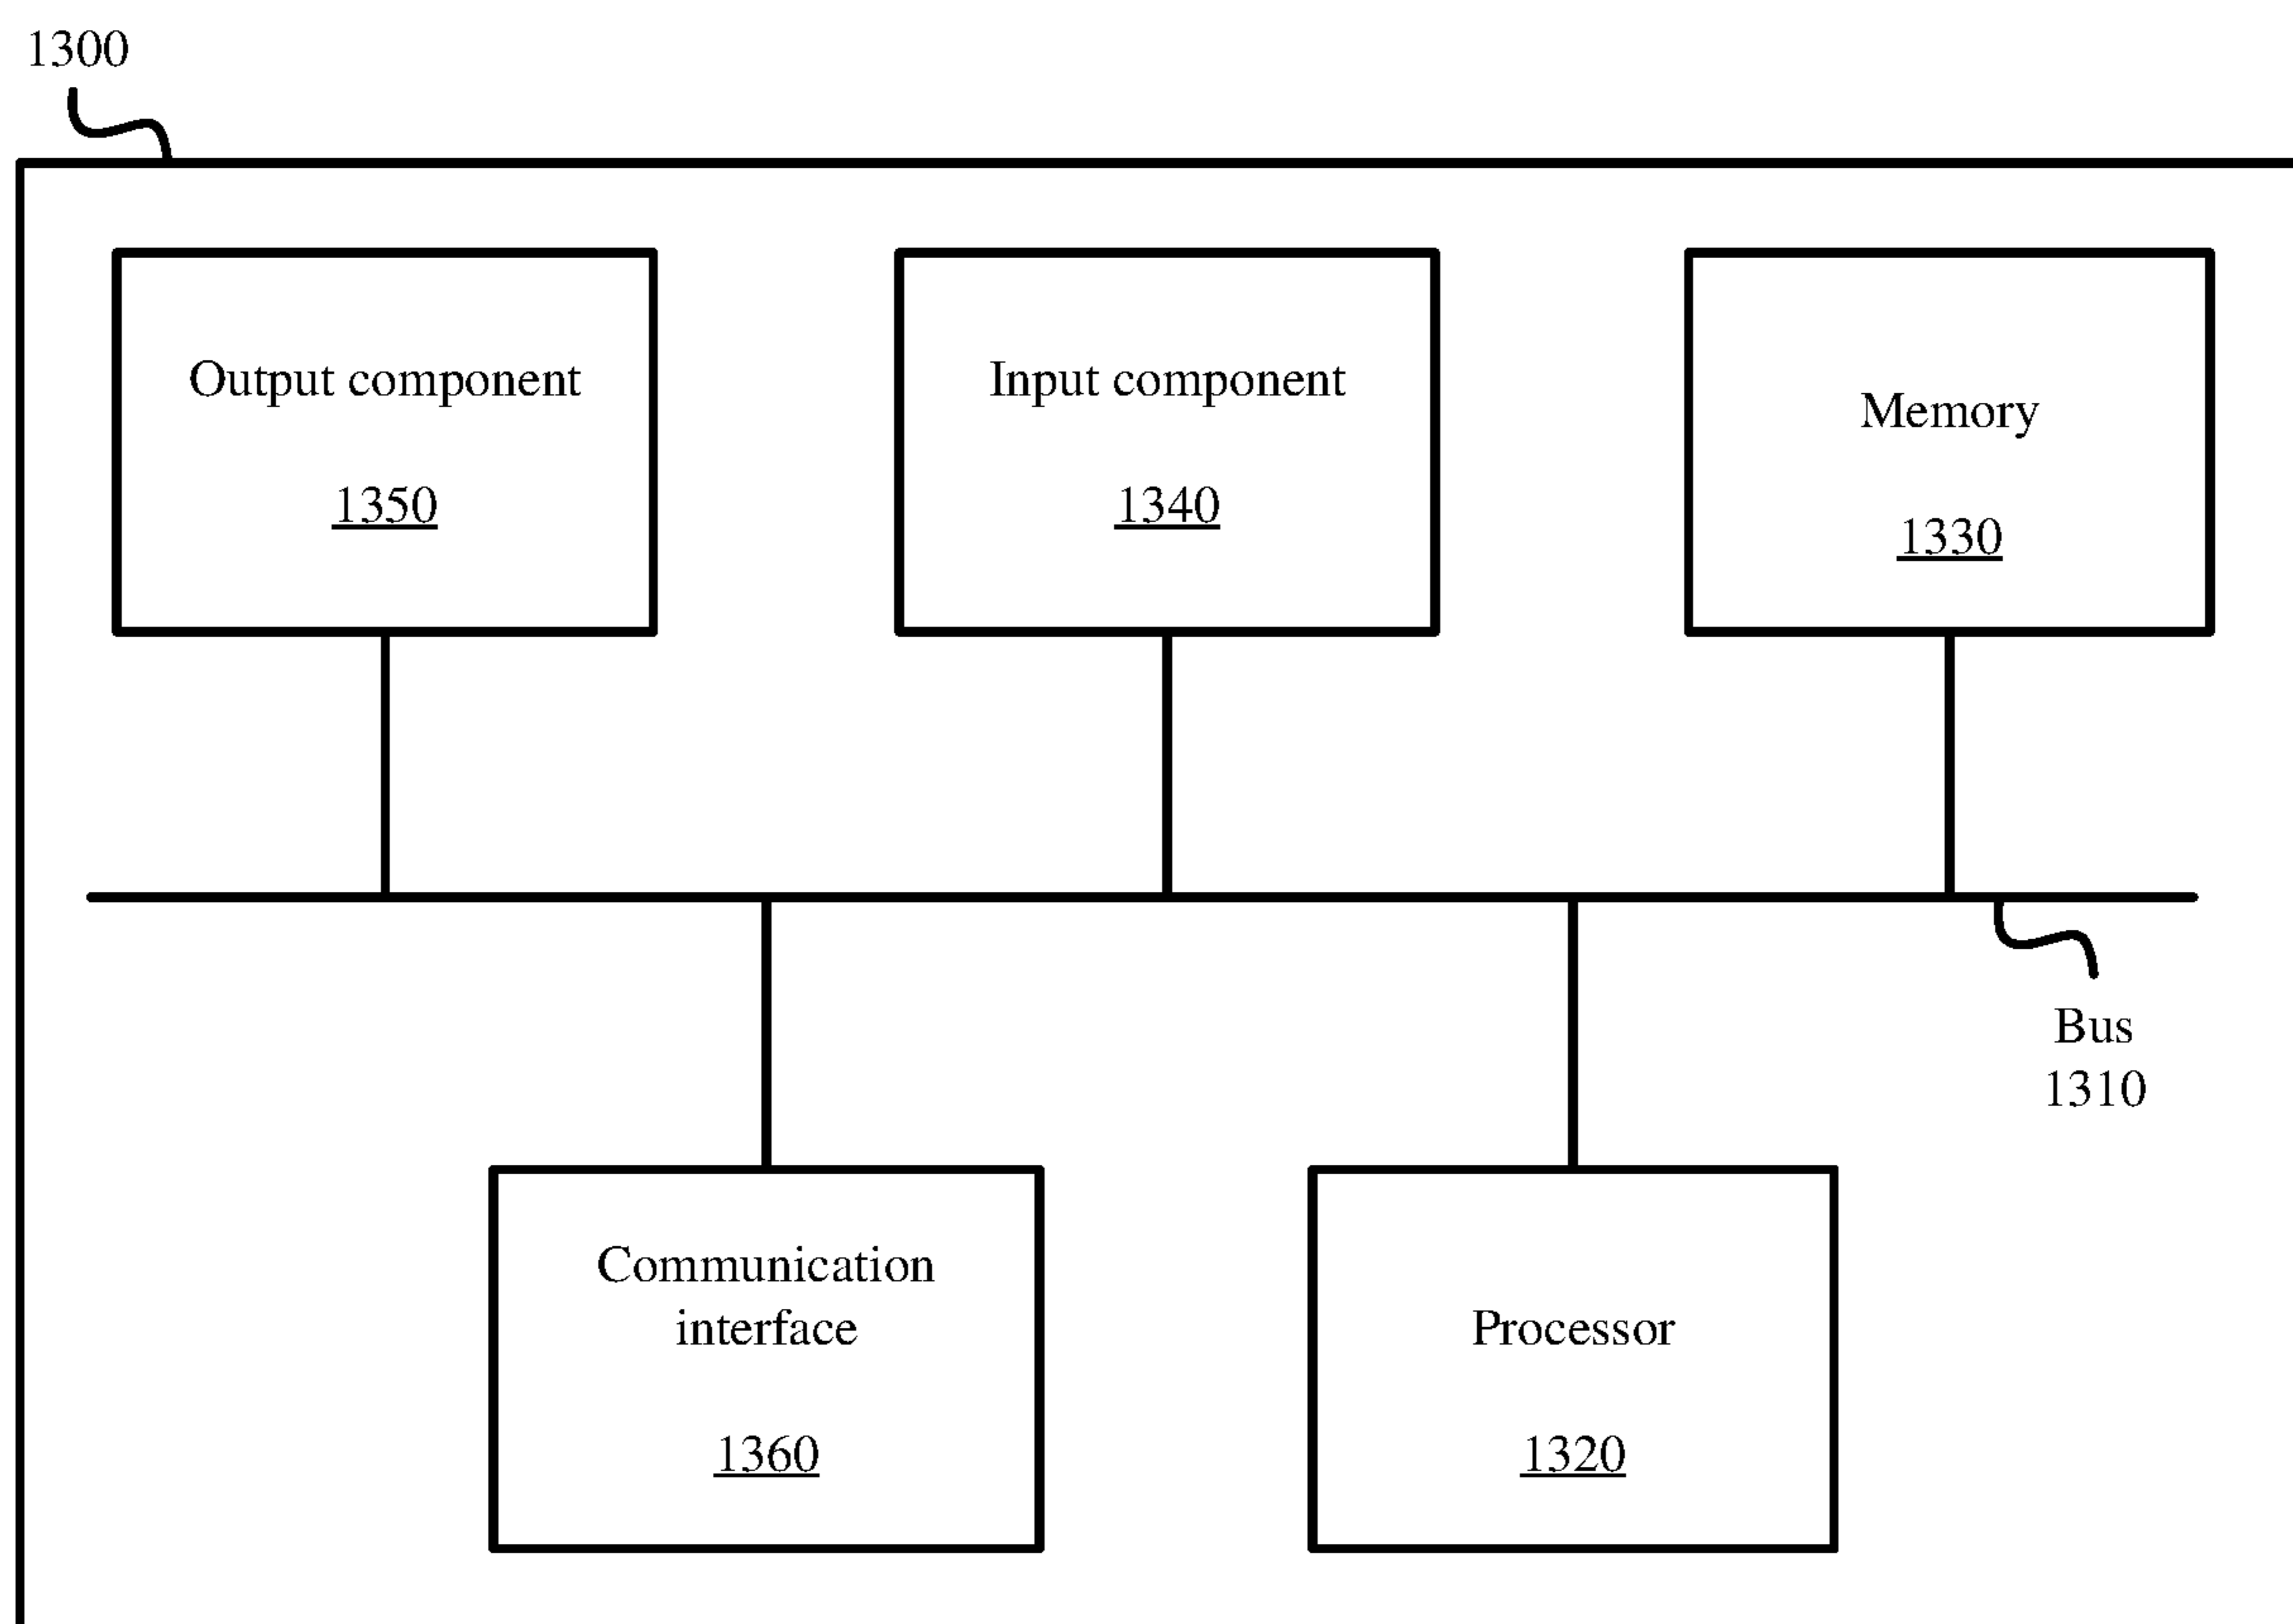 1300
Output component
1350
Input component
1340
Memory
1330
Bus
1310
Communication
interface
1360
Processor
1320